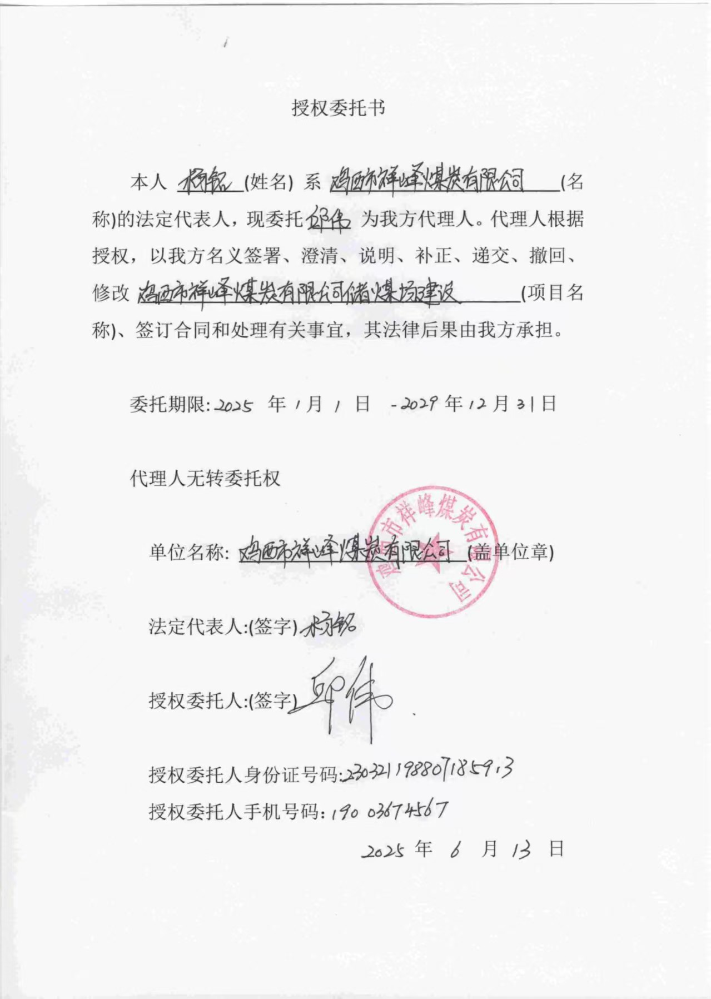 授权委托书
本人 杨铭 (姓名) 系 鸡西市祥峰煤炭有限公司 (名
称)的法定代表人，现委托 邱伟 为我方代理人。代理人根据
授权，以我方名义签署、澄清、说明、补正、递交、撤回、
修改 鸡西市祥峰煤炭有限公司储煤场建设 (项目名
称)、签订合同和处理有关事宜，其法律后果由我方承担。
委托期限: 2025 年 1 月 1 日 -2029 年 12 月 31 日
代理人无转委托权
单位名称: 鸡西市祥峰煤炭有限公司 (盖单位章)
鸡西市祥峰煤炭有限公司
法定代表人:(签字) 杨铭
授权委托人:(签字) 邱伟
授权委托人身份证号码:230321198807185913
授权委托人手机号码: 19003674567
2025 年 6 月 13 日